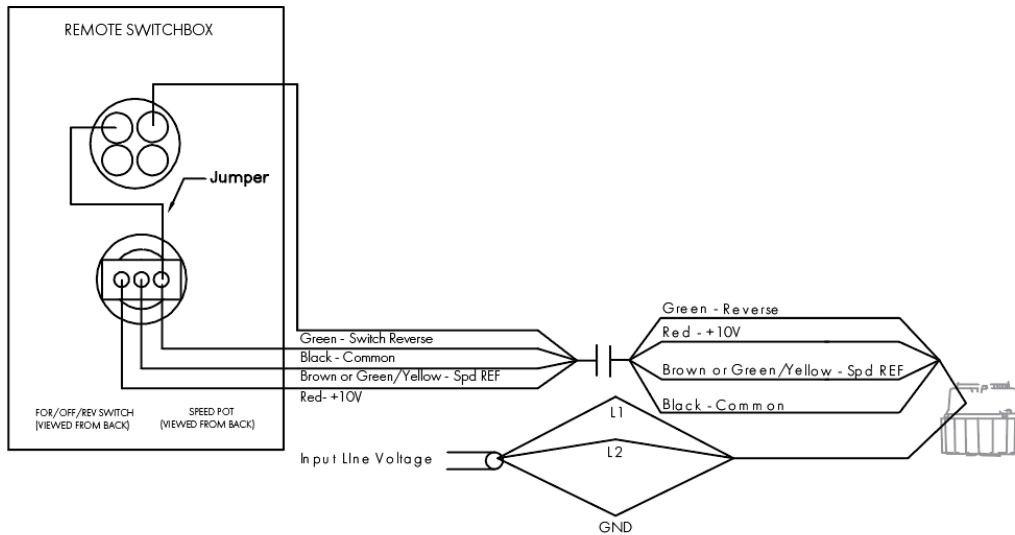 REMOTE SWITCHBOX
Jumper
FOR/OFF/REV SWITCH
(VIEWED FROM BACK)
SPEED POT
(VIEWED FROM BACK)
Green - Switch Reverse
Black - Common
Brown or Green/Yellow - Spd REF
Red- +10V
Green - Reverse
Red - +10V
Brown or Green/Yellow - Spd REF
Black - Common
L1
L2
Input LIne Voltage
GND